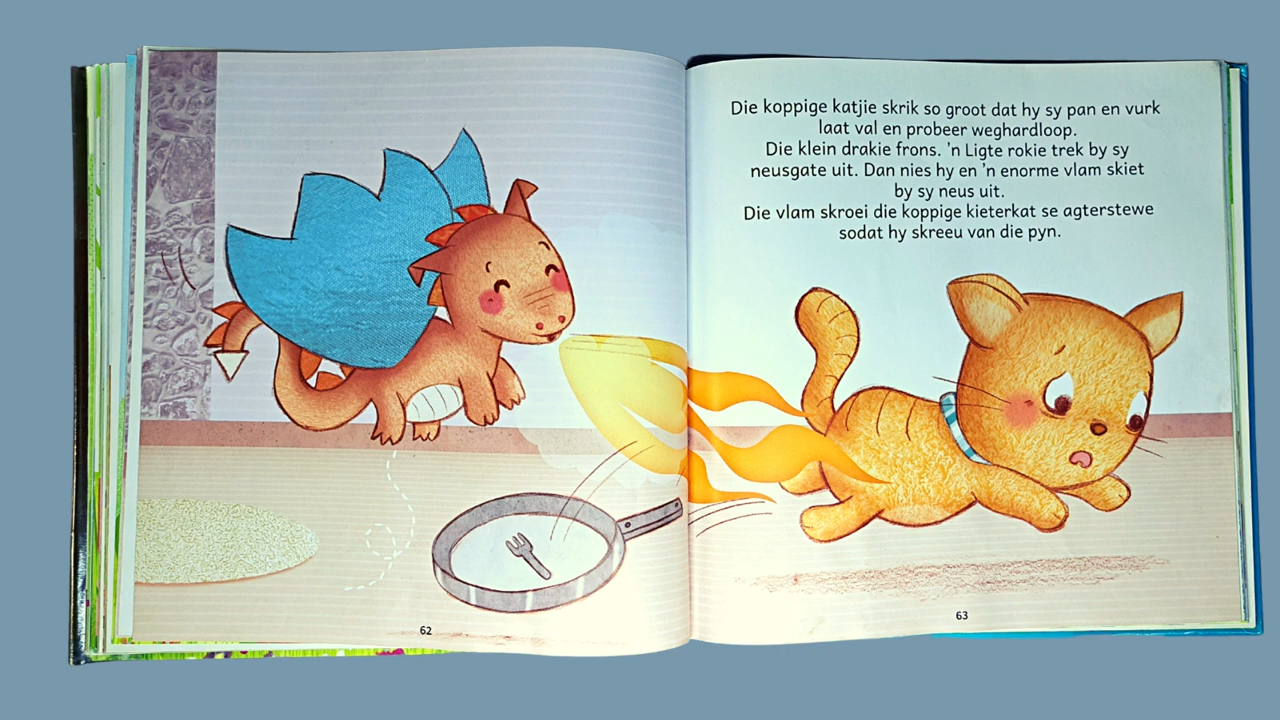 Die koppige katjie skrik so groot dat hy sy pan en vurk
laat val en probeer weghardloop.
Die klein drakie frons. 'n Ligte rokie trek by sy
neusgate uit. Dan nies hy en 'n enorme vlam skiet
by sy neus uit.
Die vlam skroei die koppige kieterkat se agterstewe
sodat hy skreeu van die pyn.
62
63